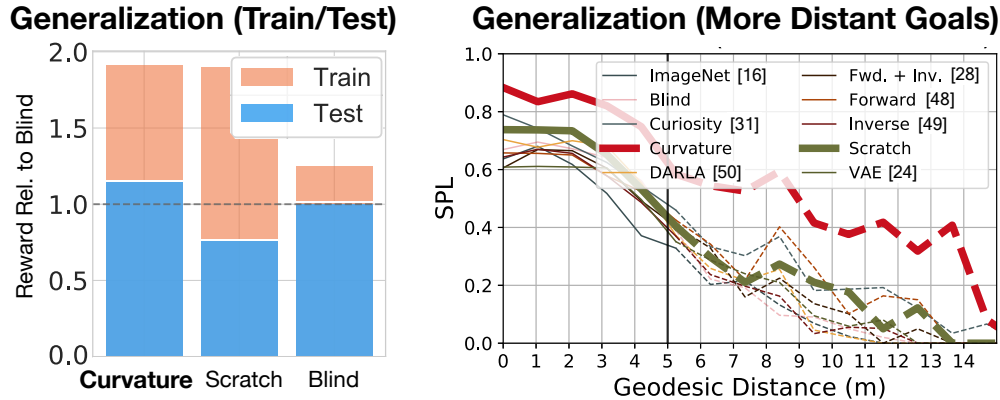 Generalization (Train/Test)
2.0
1.5
1.0
0.5
0.0
Reward Rel. to Blind
Train
Test
Curvature
Scratch
Blind
Generalization (More Distant Goals)
1.0
0.8
0.6
0.4
0.2
0.0
SPL
ImageNet [16]
Blind
Curiosity [31]
Curvature
DARLA [50]
Fwd. + Inv. [28]
Forward [48]
Inverse [49]
Scratch
VAE [24]
0 1 2 3 4 5 6 7 8 9 10 11 12 13 14
Geodesic Distance (m)